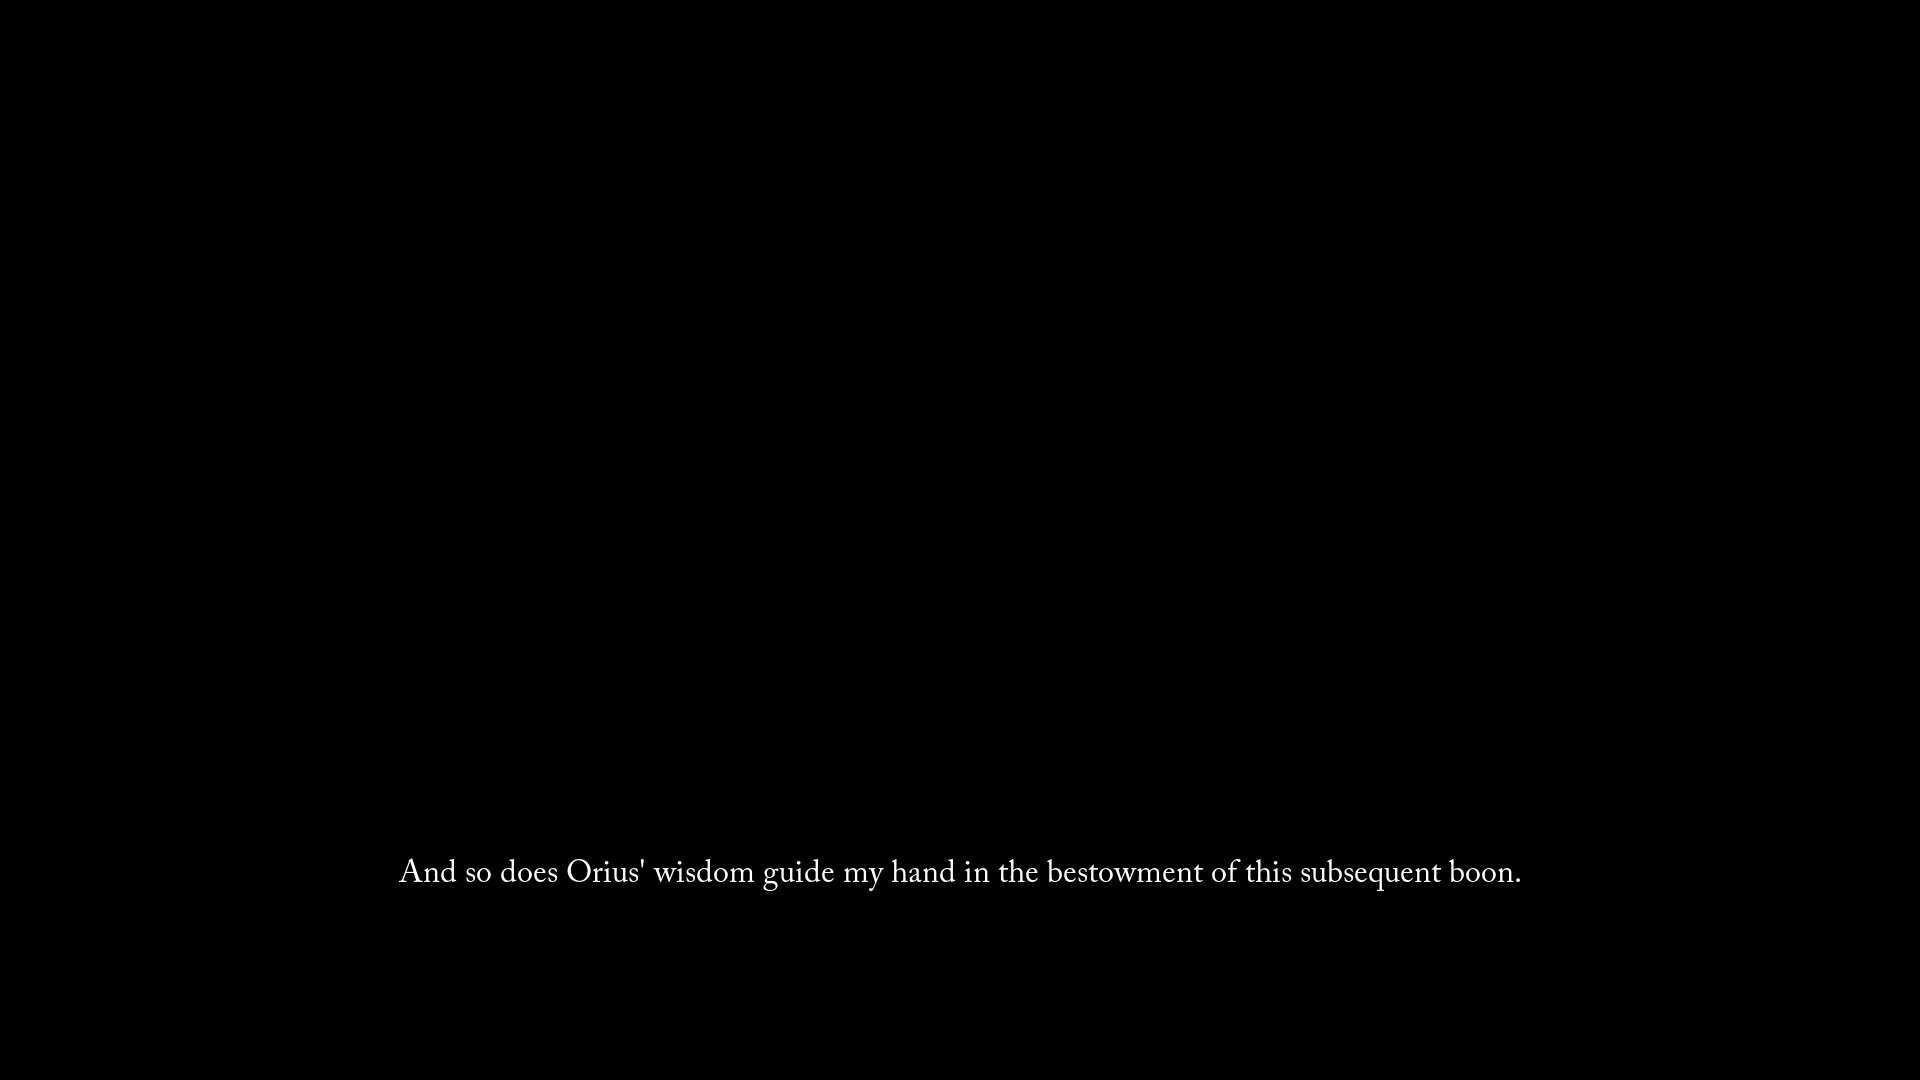 And so does Orius' wisdom guide my hand in the bestowment of this subsequent boon.